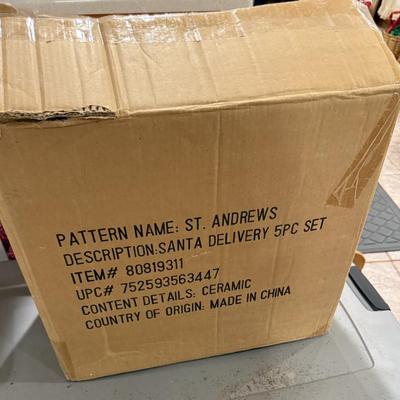 PATTERN NAME: ST. ANDREWS
DESCRIPTION:SANTA DELIVERY 5PC SET
ITEM# 80819311
UPC# 752593563447
CONTENT DETAILS: CERAMIC
COUNTRY OF ORIGIN: MADE IN CHINA